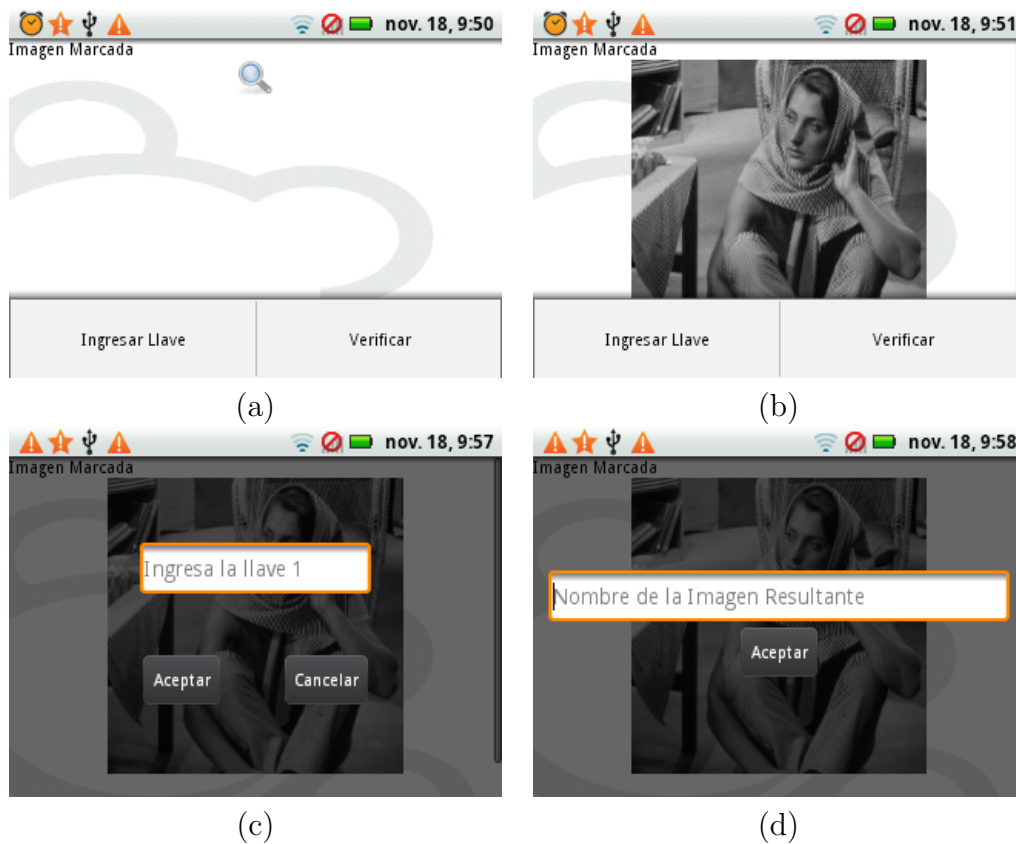 nov. 18, 9:50
Imagen Marcada
Ingresar Llave
Verificar
(a)
nov. 18, 9:51
Imagen Marcada
Ingresar Llave
Verificar
(b)
nov. 18, 9:57
Imagen Marcada
Ingresa la llave 1
Aceptar
Cancelar
(c)
nov. 18, 9:58
Imagen Marcada
Nombre de la Imagen Resultante
Aceptar
(d)